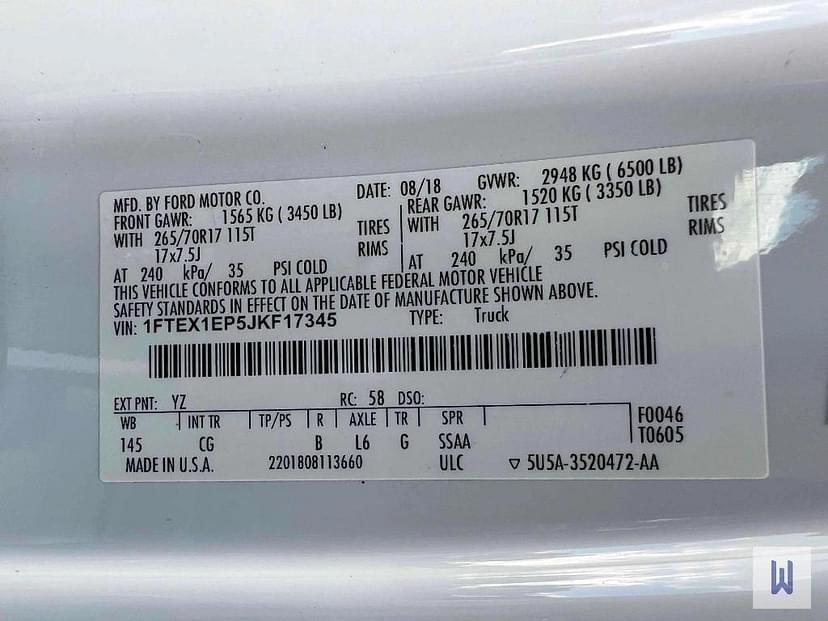 MFD. BY FORD MOTOR CO. DATE: 08/18 GVWR: 2948 KG ( 6500 LB)
FRONT GAWR: 1565 KG ( 3450 LB) REAR GAWR: 1520 KG ( 3350 LB)
WITH 265/70R17 115T TIRES WITH 265/70R17 115T TIRES
17x7.5J RIMS 17x7.5J RIMS
AT 240 kPa/ 35 PSI COLD AT 240 kPa/ 35 PSI COLD
THIS VEHICLE CONFORMS TO ALL APPLICABLE FEDERAL MOTOR VEHICLE
SAFETY STANDARDS IN EFFECT ON THE DATE OF MANUFACTURE SHOWN ABOVE.
VIN: 1FTEX1EP5JKF17345 TYPE: Truck
EXT PNT: YZ RC: 58 DSO:
WB INT TR TP/PS R AXLE TR SPR F0046
145 CG B L6 G SSAA T0605
MADE IN U.S.A. 2201808113660 ULC ▽ 5U5A-3520472-AA
W